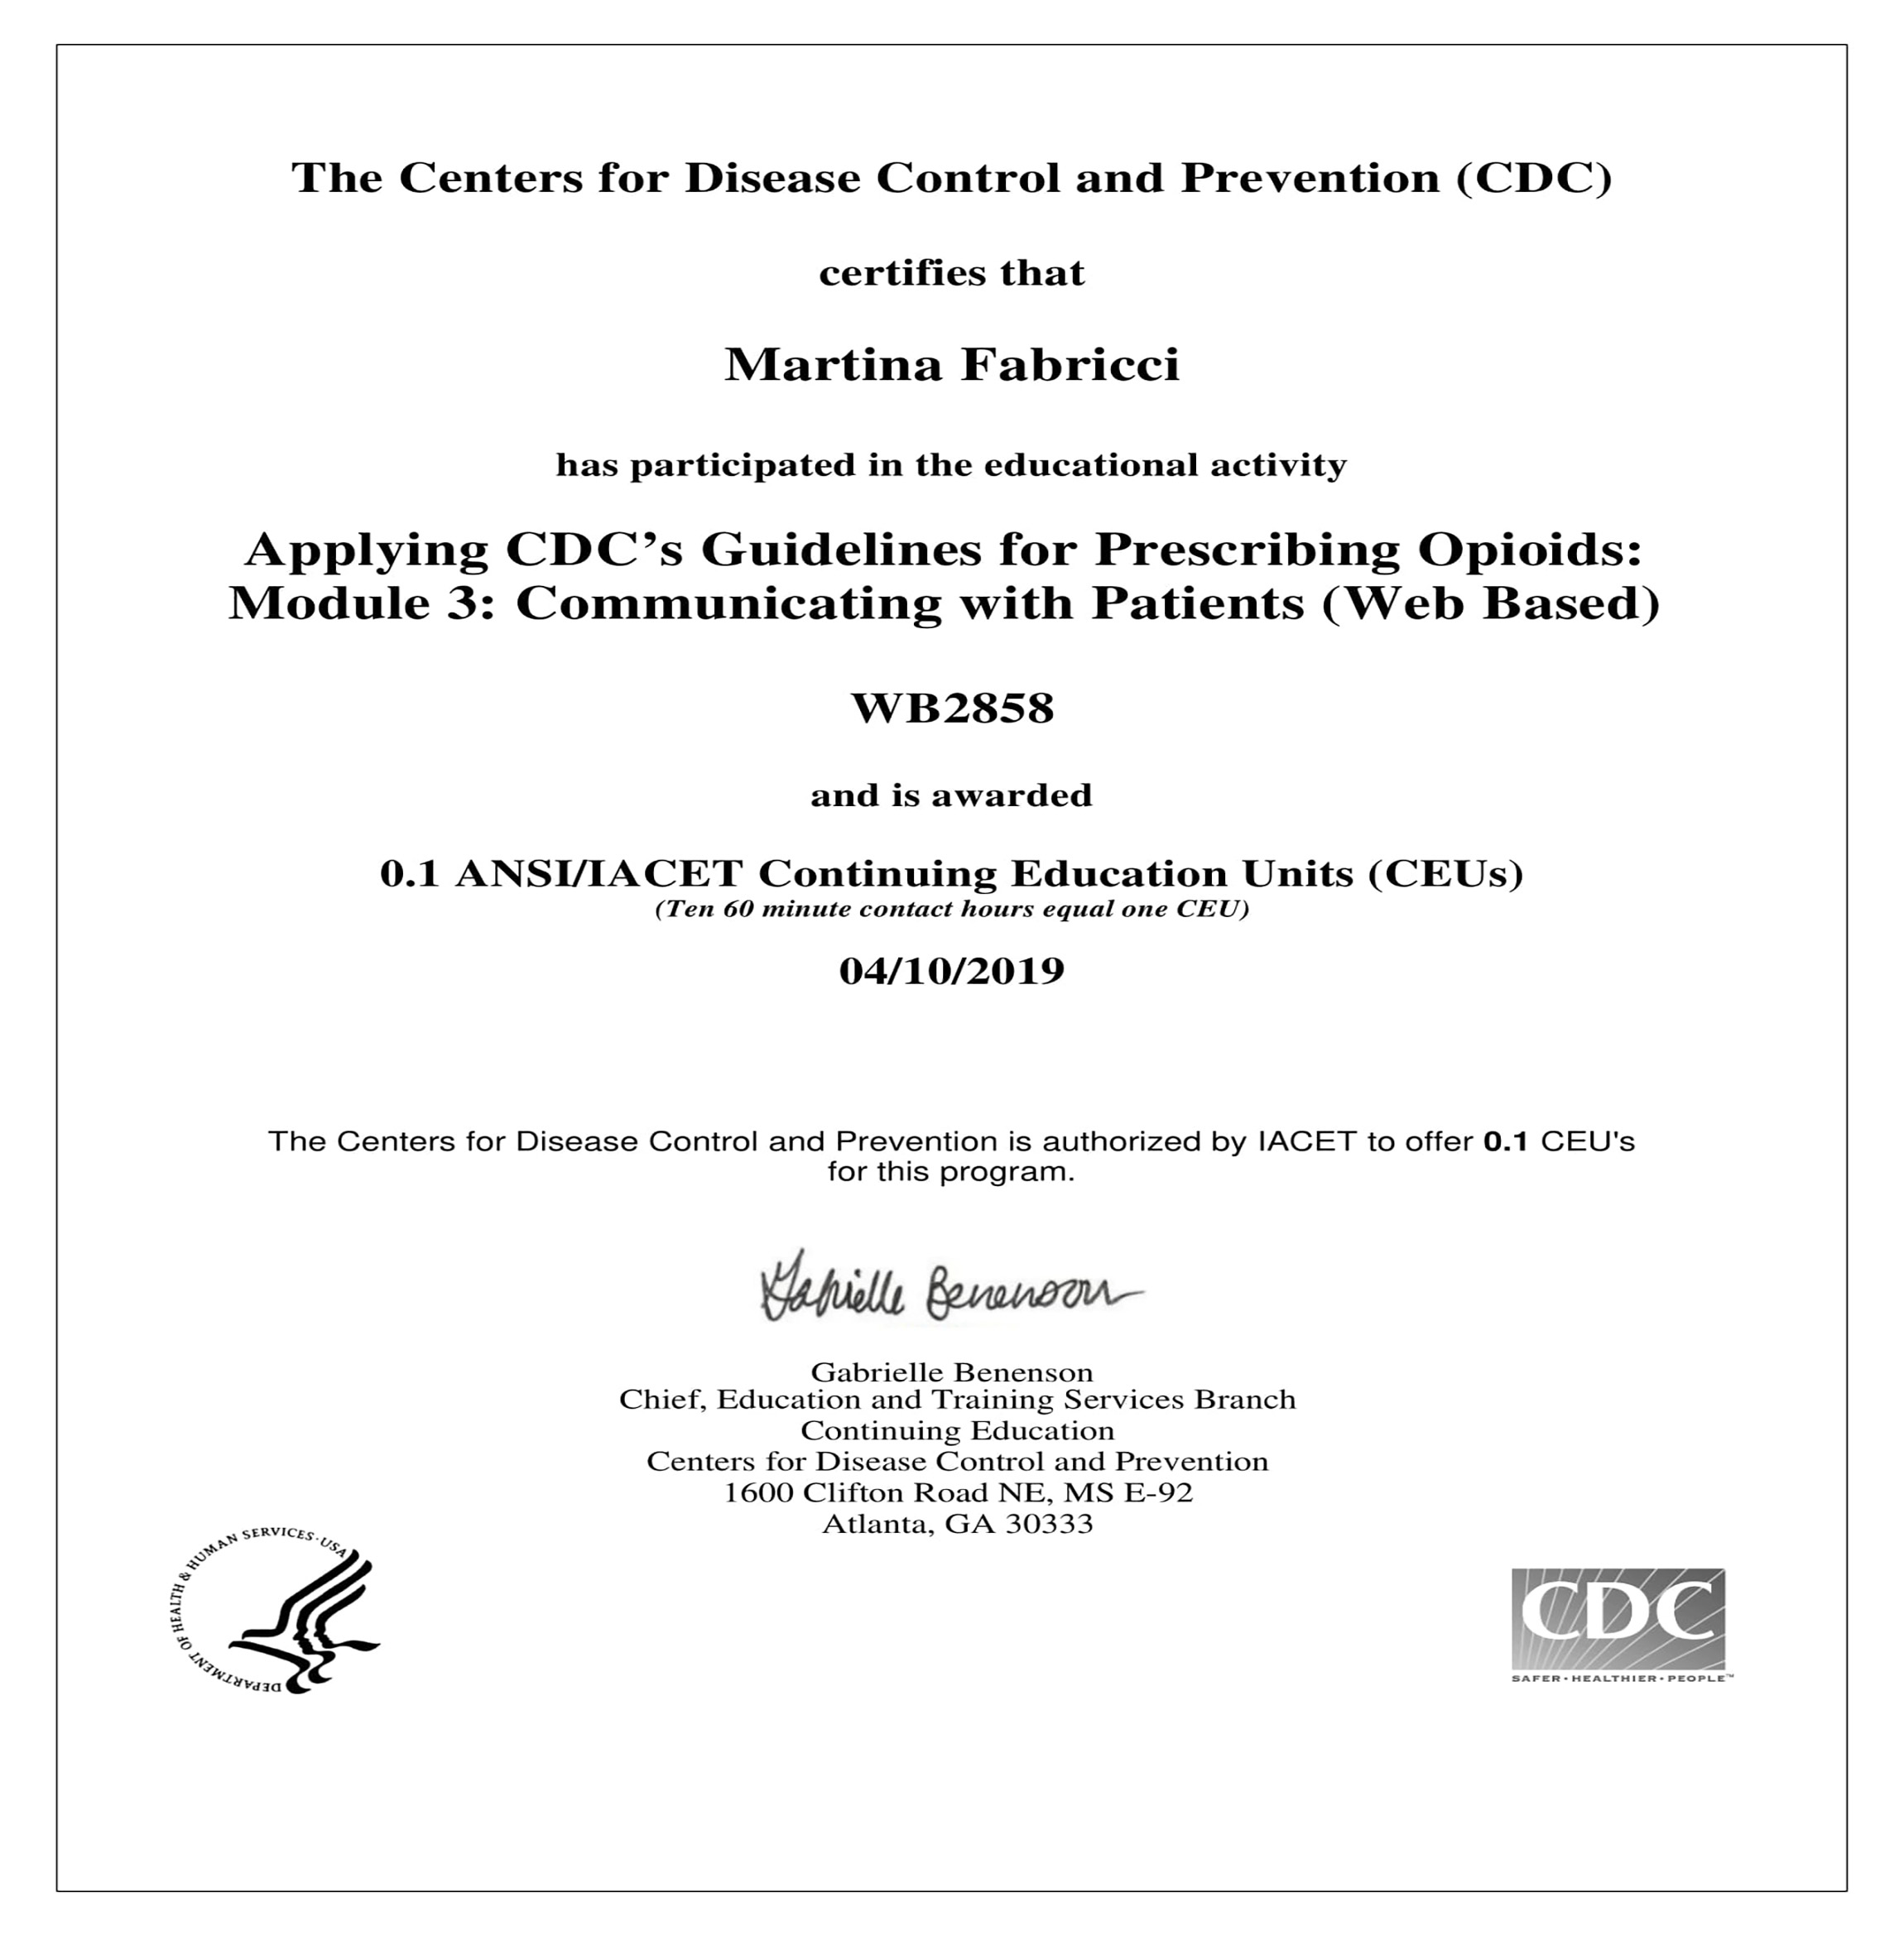 The Centers for Disease Control and Prevention (CDC)
certifies that
Martina Fabricci
has participated in the educational activity
Applying CDC’s Guidelines for Prescribing Opioids:
Module 3: Communicating with Patients (Web Based)
WB2858
and is awarded
0.1 ANSI/IACET Continuing Education Units (CEUs)
(Ten 60 minute contact hours equal one CEU)
04/10/2019
The Centers for Disease Control and Prevention is authorized by IACET to offer 0.1 CEU's
for this program.
Gabrielle Benenson
Gabrielle Benenson
Chief, Education and Training Services Branch
Continuing Education
Centers for Disease Control and Prevention
1600 Clifton Road NE, MS E-92
Atlanta, GA 30333
DEPARTMENT OF HEALTH & HUMAN SERVICES · USA
CDC
SAFER · HEALTHIER · PEOPLE™